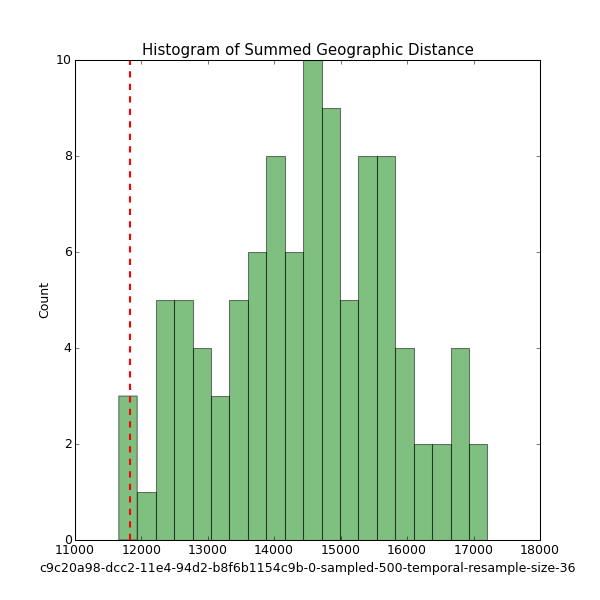 Histogram of Summed Geographic Distance
10
8
6
4
2
0
Count
11000 12000 13000 14000 15000 16000 17000 18000
c9c20a98-dcc2-11e4-94d2-b8f6b1154c9b-0-sampled-500-temporal-resample-size-36